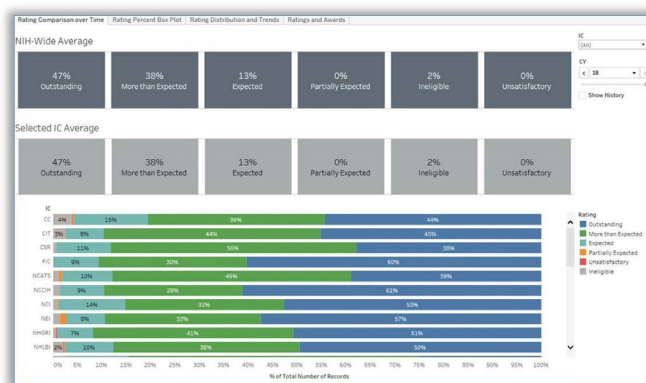 Rating Comparison over Time Rating Percent Box Plot Rating Distribution and Trends Ratings and Awards
NIH-Wide Average
47% 38% 13% 0% 2% 0%
Outstanding More than Expected Expected Partially Expected Ineligible Unsatisfactory
IC
(All)
CY
18
Show History
Selected IC Average
47% 38% 13% 0% 2% 0%
Outstanding More than Expected Expected Partially Expected Ineligible Unsatisfactory
IC
CC 4% 15% 36% 44%
CIT 3% 8% 44% 45%
CSR 11% 50% 38%
FIC 9% 30% 60%
NCATS 10% 49% 39%
NCCIH 9% 28% 61%
NCI 14% 32% 53%
NEI 8% 32% 57%
NHGRI 7% 41% 51%
NHLBI 2% 10% 38% 50%
0% 5% 10% 15% 20% 25% 30% 35% 40% 45% 50% 55% 60% 65% 70% 75% 80% 85% 90% 95% 100%
% of Total Number of Records
Rating
Outstanding
More than Expected
Expected
Partially Expected
Unsatisfactory
Ineligible